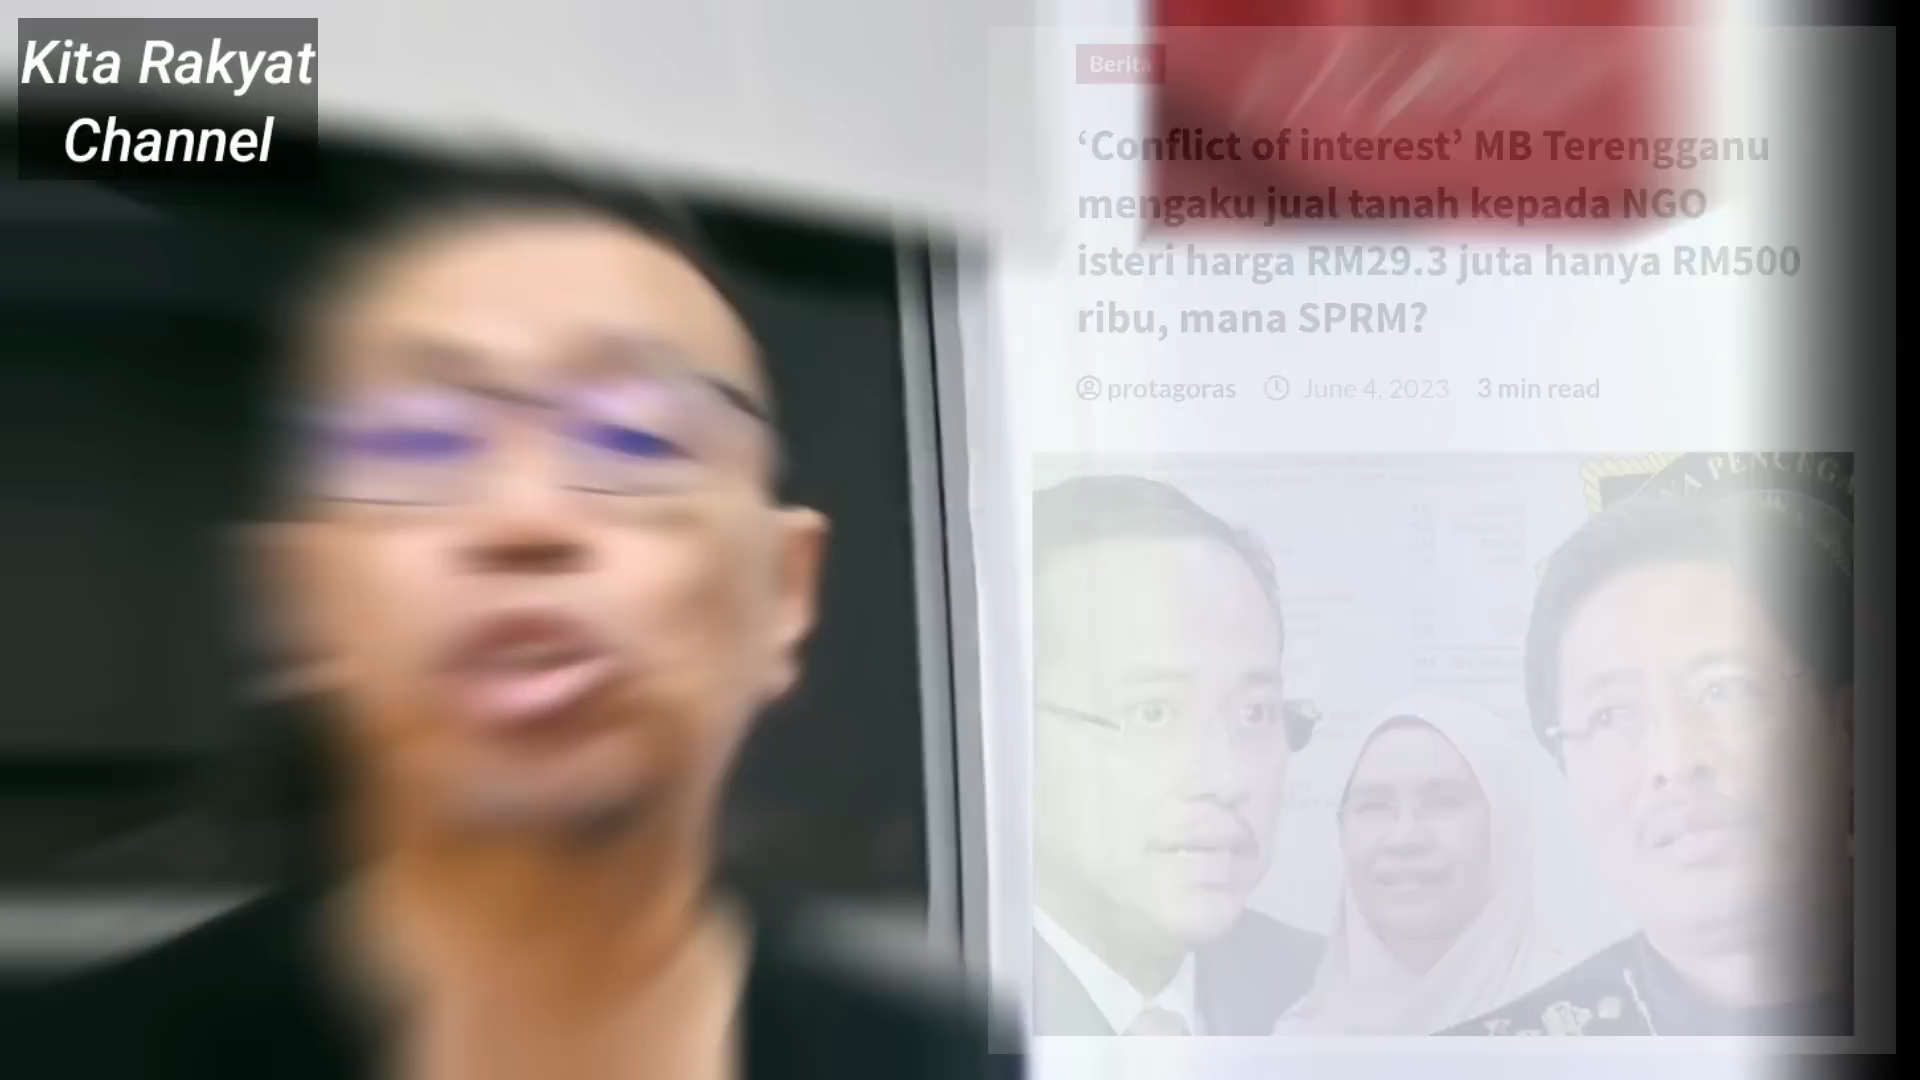 Kita Rakyat
Channel
Berita
‘Conflict of interest’ MB Terengganu
mengaku jual tanah kepada NGO
isteri harga RM29.3 juta hanya RM500
ribu, mana SPRM?
protagoras June 4, 2023 3 min read